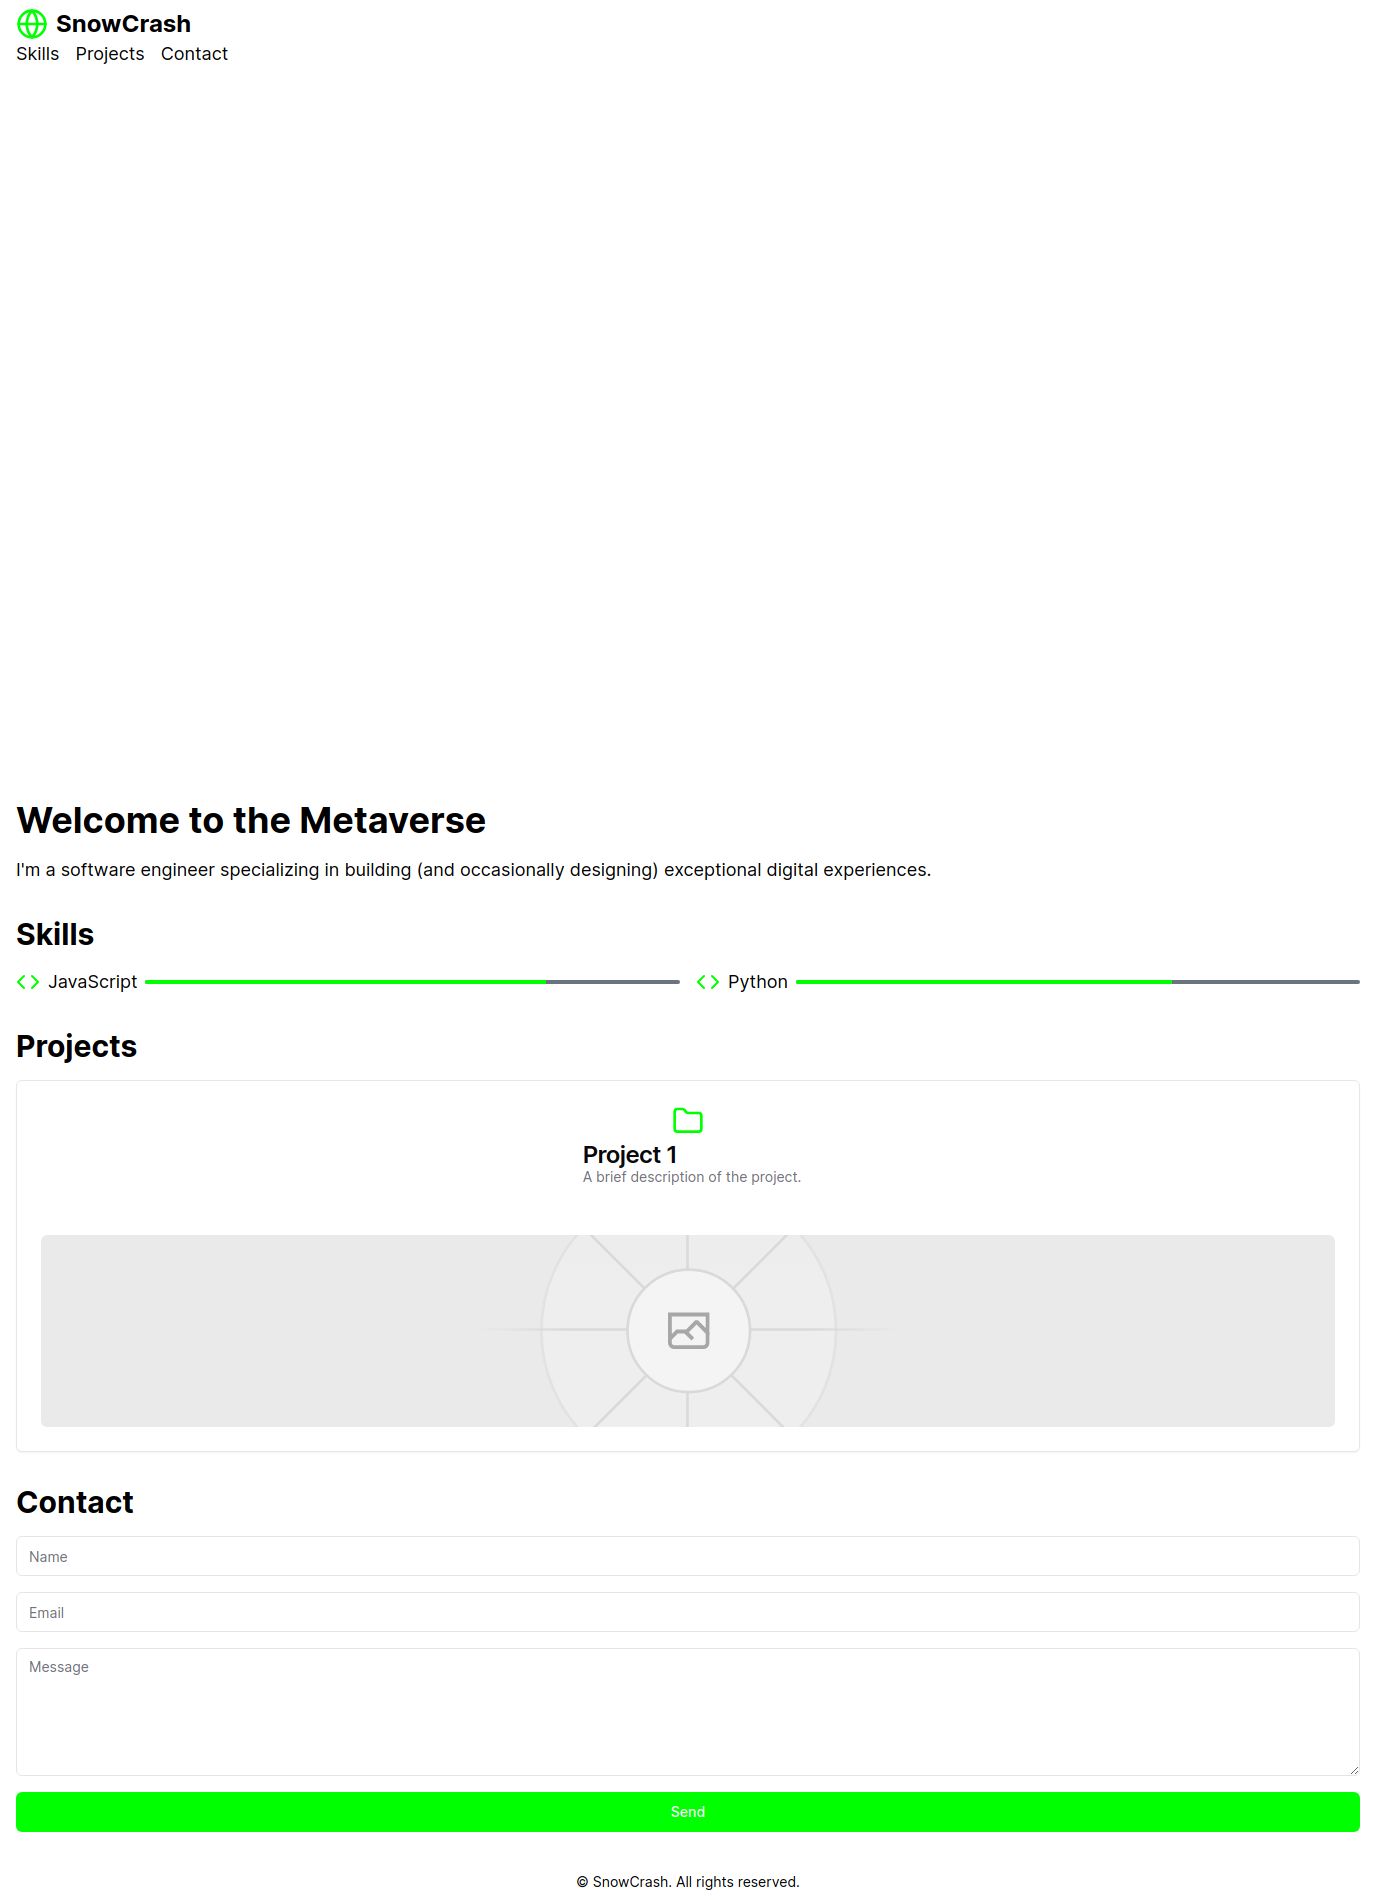 SnowCrash
Skills Projects Contact
Welcome to the Metaverse
I'm a software engineer specializing in building (and occasionally designing) exceptional digital experiences.
Skills
JavaScript Python
Projects
Project 1
A brief description of the project.
Contact
Name
Email
Message
Send
© SnowCrash. All rights reserved.